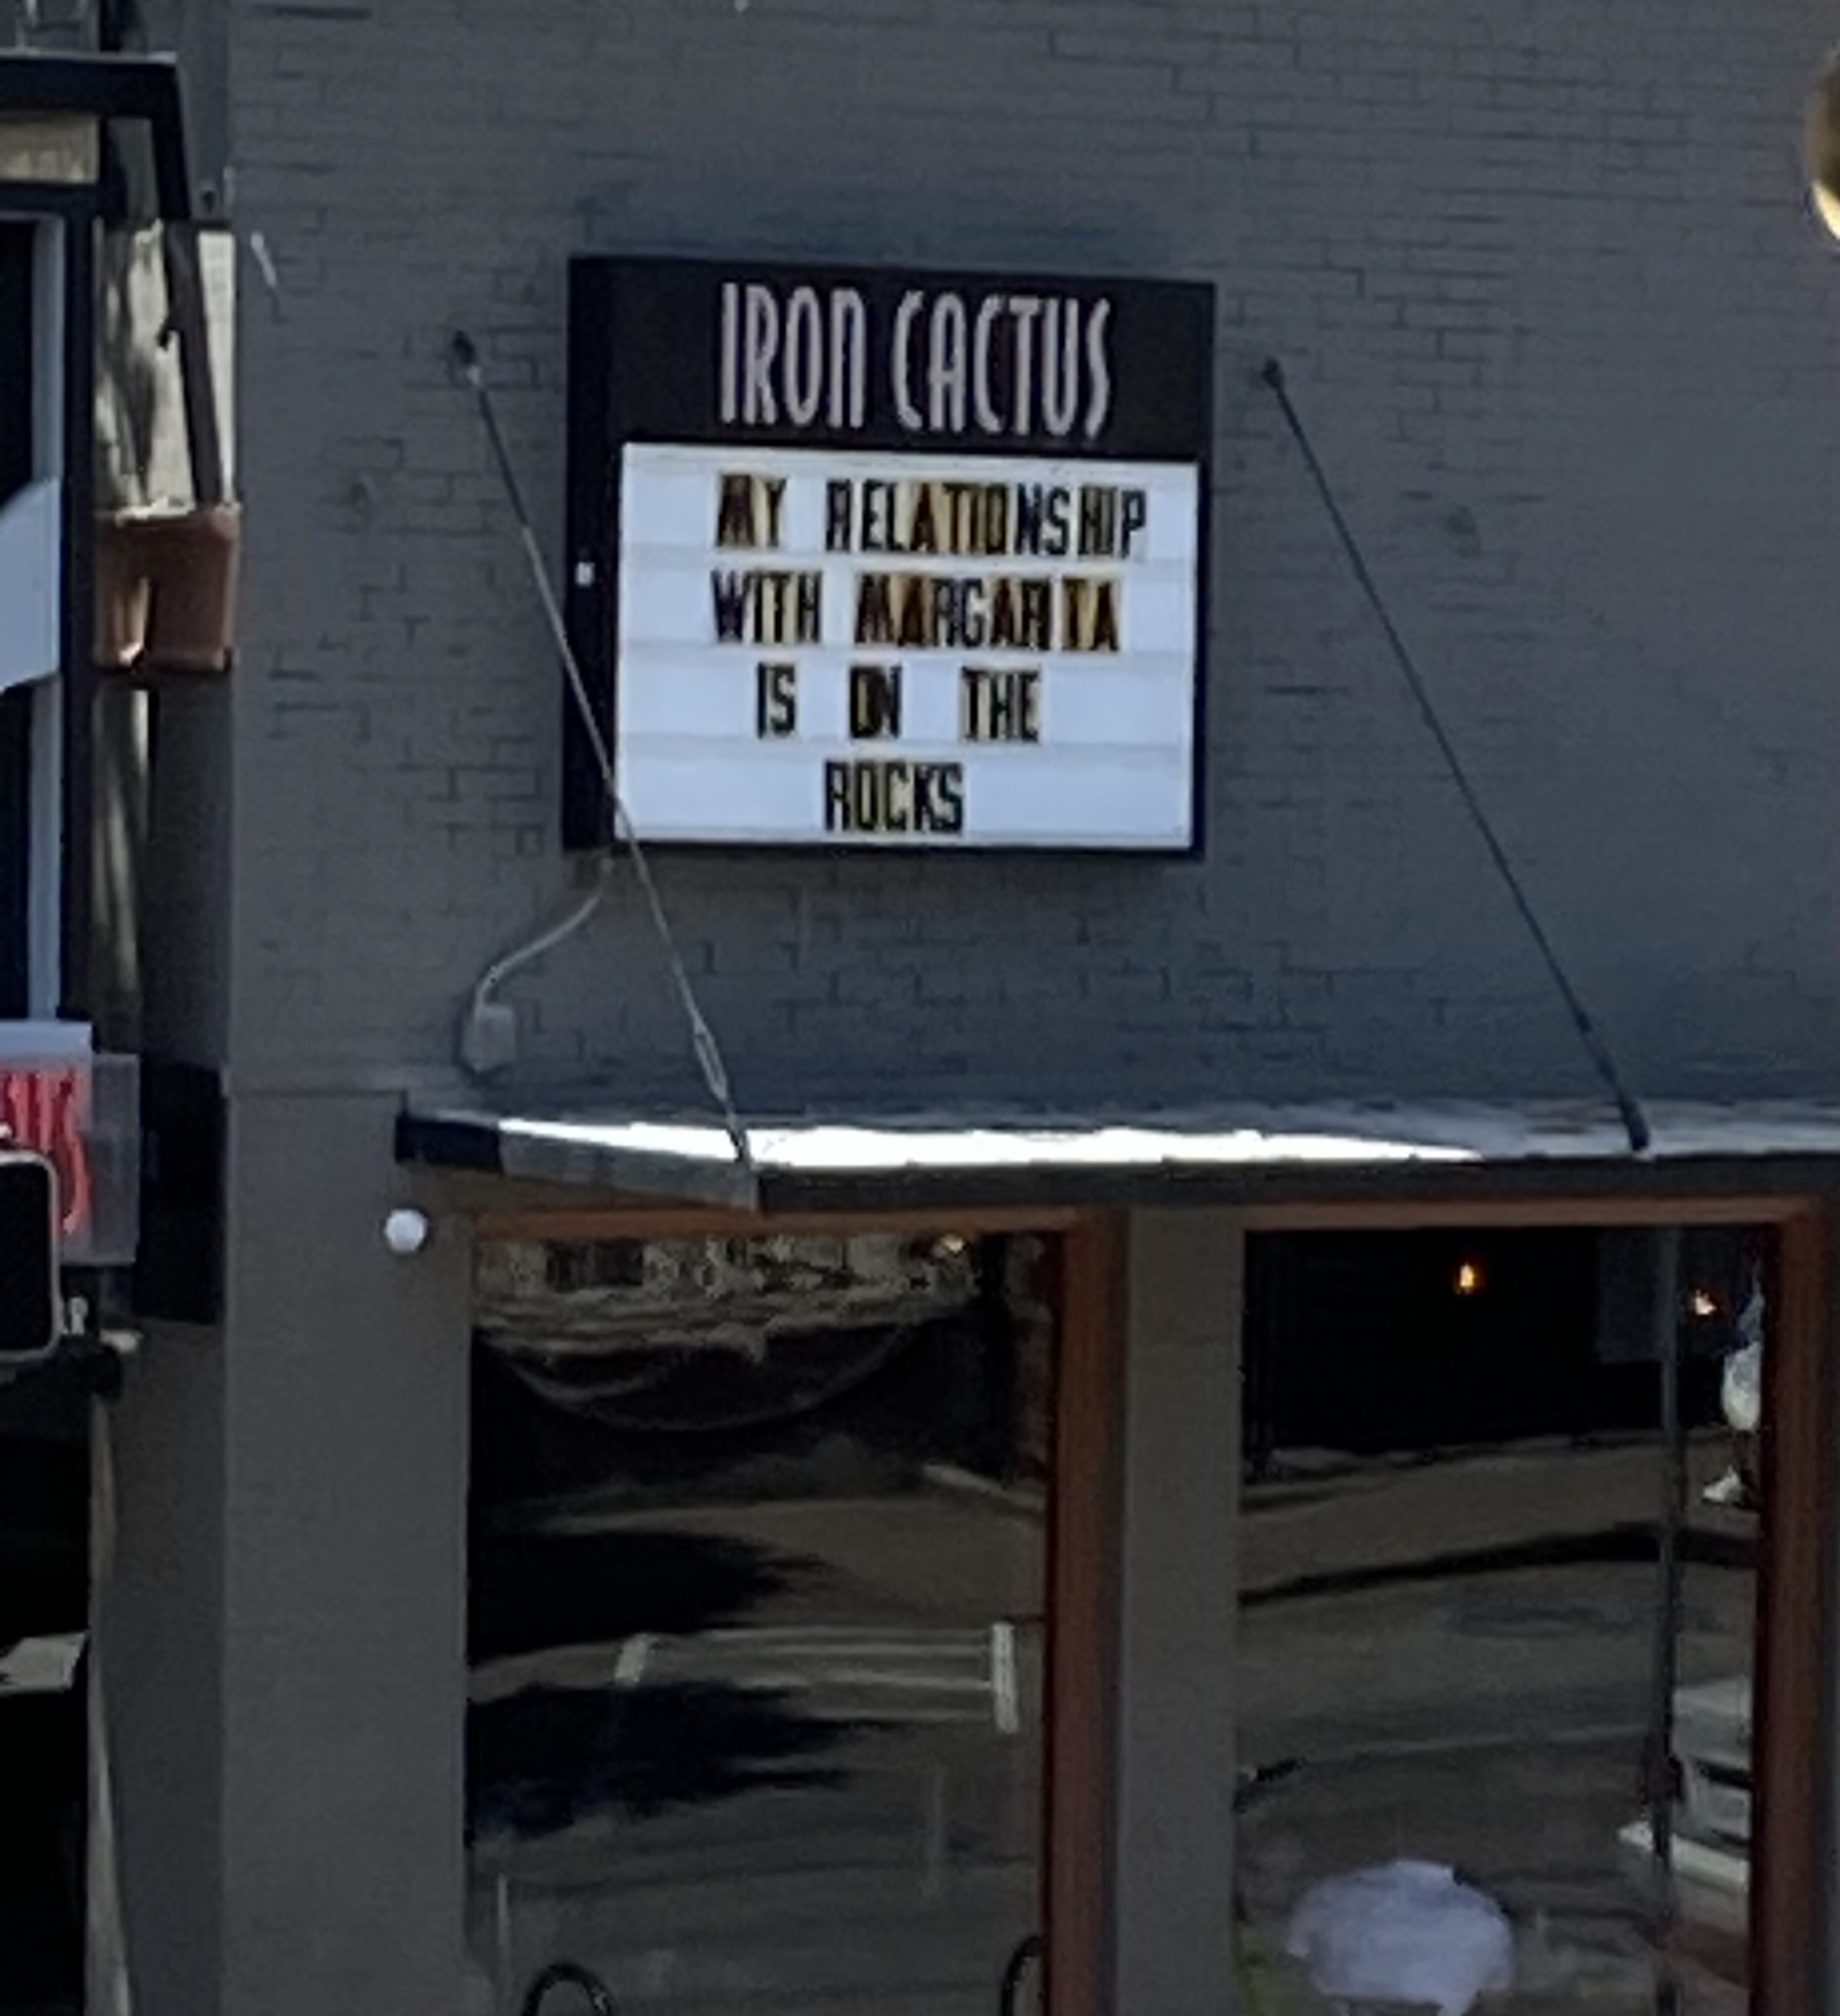 IRON CACTUS
MY RELATIONSHIP
WITH MARGARITA
IS ON THE
ROCKS